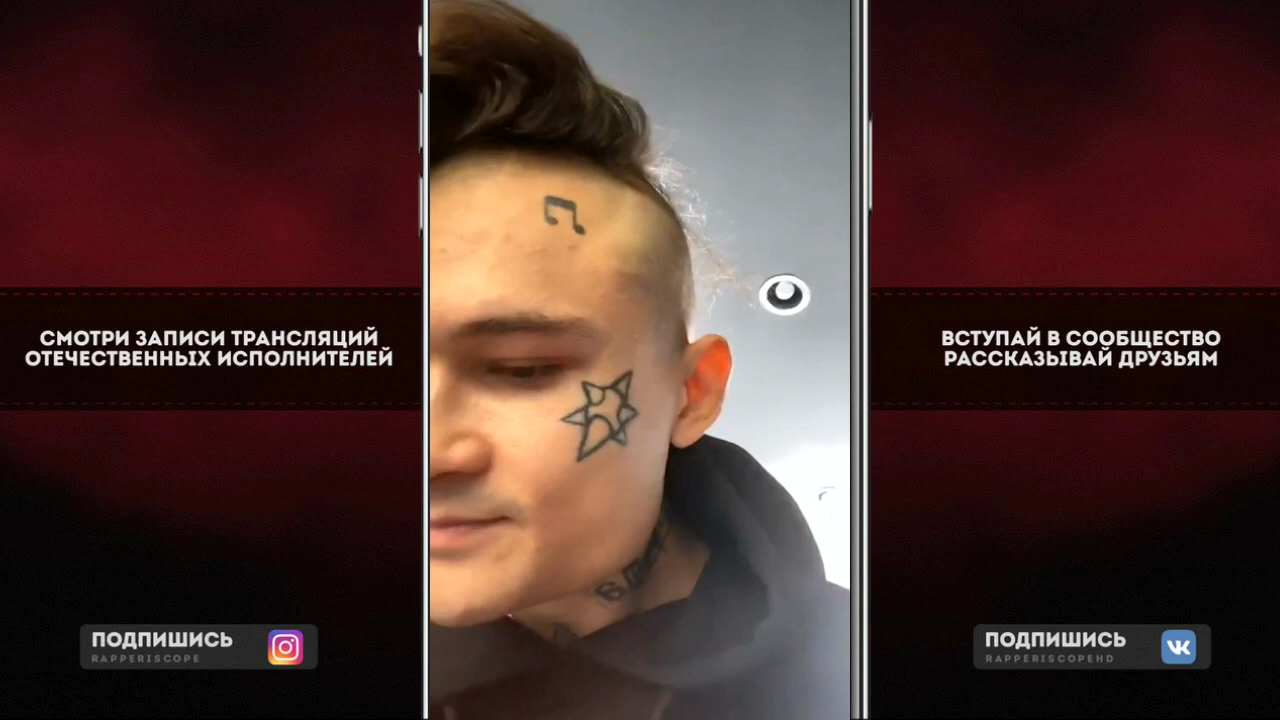 СМОТРИ ЗАПИСИ ТРАНСЛЯЦИЙ
ОТЕЧЕСТВЕННЫХ ИСПОЛНИТЕЛЕЙ
ВСТУПАЙ В СООБЩЕСТВО
РАССКАЗЫВАЙ ДРУЗЬЯМ
ПОДПИШИСЬ
RAPPERISCOPE
ПОДПИШИСЬ
RAPPERISCOPEHD